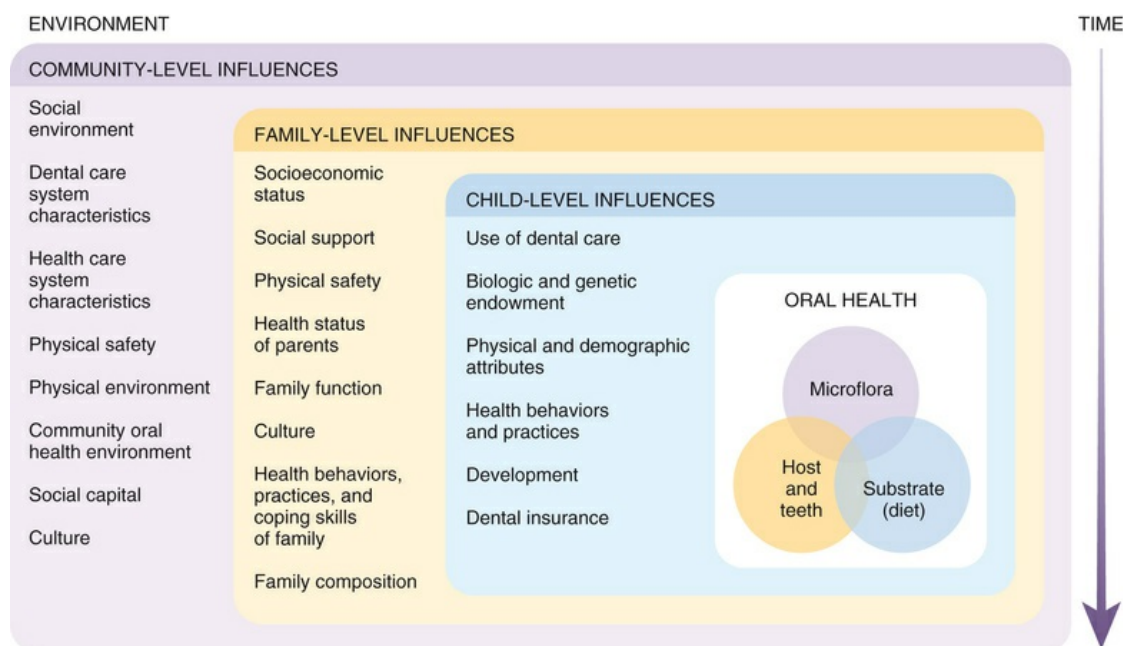 ENVIRONMENT
TIME
COMMUNITY-LEVEL INFLUENCES
Social
environment
Dental care
system
characteristics
Health care
system
characteristics
Physical safety
Physical environment
Community oral
health environment
Social capital
Culture
FAMILY-LEVEL INFLUENCES
Socioeconomic
status
Social support
Physical safety
Health status
of parents
Family function
Culture
Health behaviors,
practices, and
coping skills
of family
Family composition
CHILD-LEVEL INFLUENCES
Use of dental care
Biologic and genetic
endowment
Physical and demographic
attributes
Health behaviors
and practices
Development
Dental insurance
ORAL HEALTH
Microflora
Host
and
teeth
Substrate
(diet)